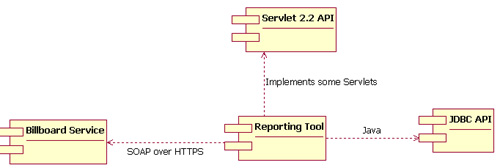 Servlet 2.2 API
Implements some Servlets
Billboard Service
SOAP over HTTPS
Reporting Tool
Java
JDBC API